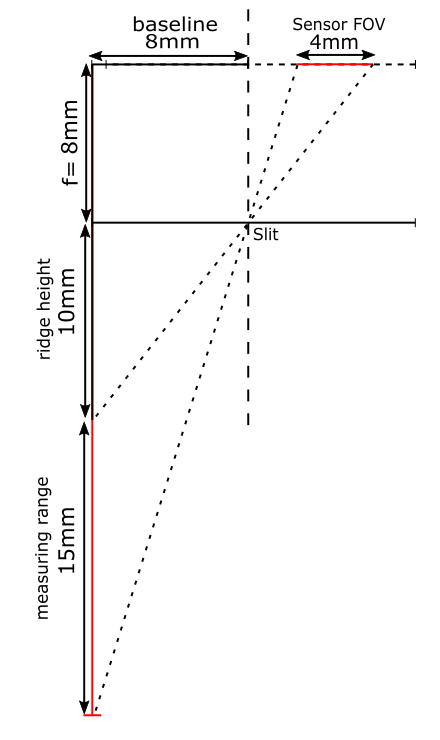 baseline
8mm
Sensor FOV
4mm
f= 8mm
Slit
ridge height
10mm
measuring range
15mm